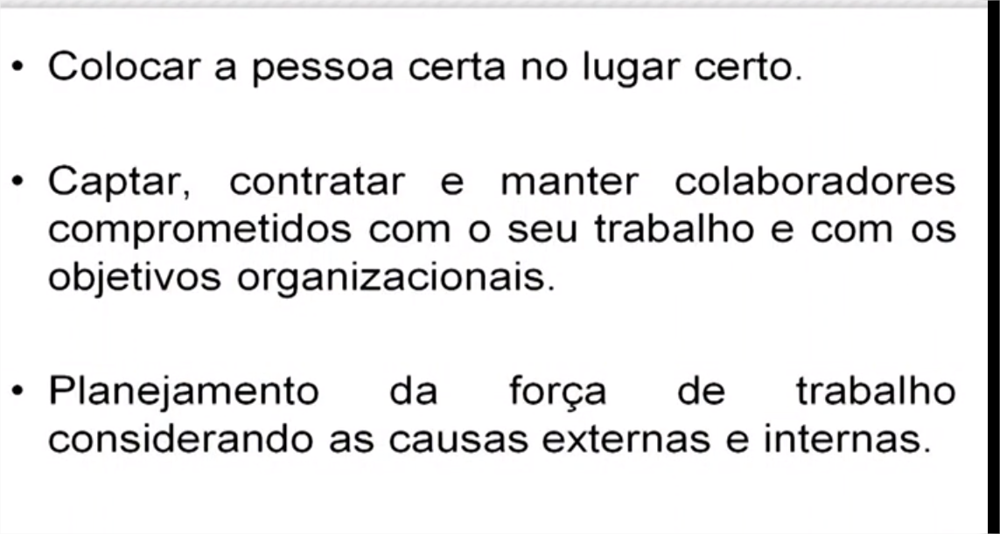 • Colocar a pessoa certa no lugar certo.
• Captar, contratar e manter colaboradores
comprometidos com o seu trabalho e com os
objetivos organizacionais.
• Planejamento da força de trabalho
considerando as causas externas e internas.